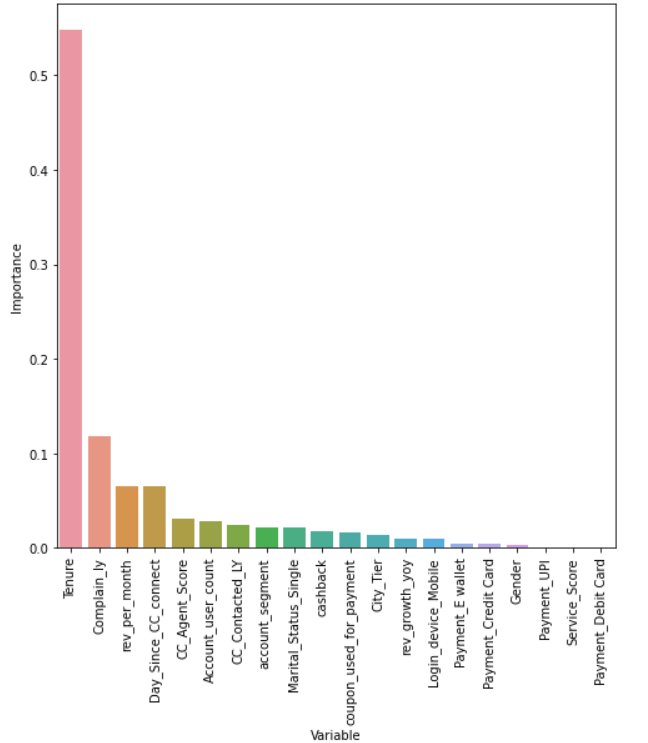 0.5
0.4
0.3
0.2
0.1
0.0
Importance
Tenure
Complain_ly
rev_per_month
Day_Since_CC_connect
CC_Agent_Score
Account_user_count
CC_Contacted_LY
account_segment
Marital_Status_Single
cashback
coupon_used_for_payment
City_Tier
rev_growth_yoy
Login_device_Mobile
Payment_E wallet
Payment_Credit Card
Gender
Payment_UPI
Service_Score
Payment_Debit Card
Variable